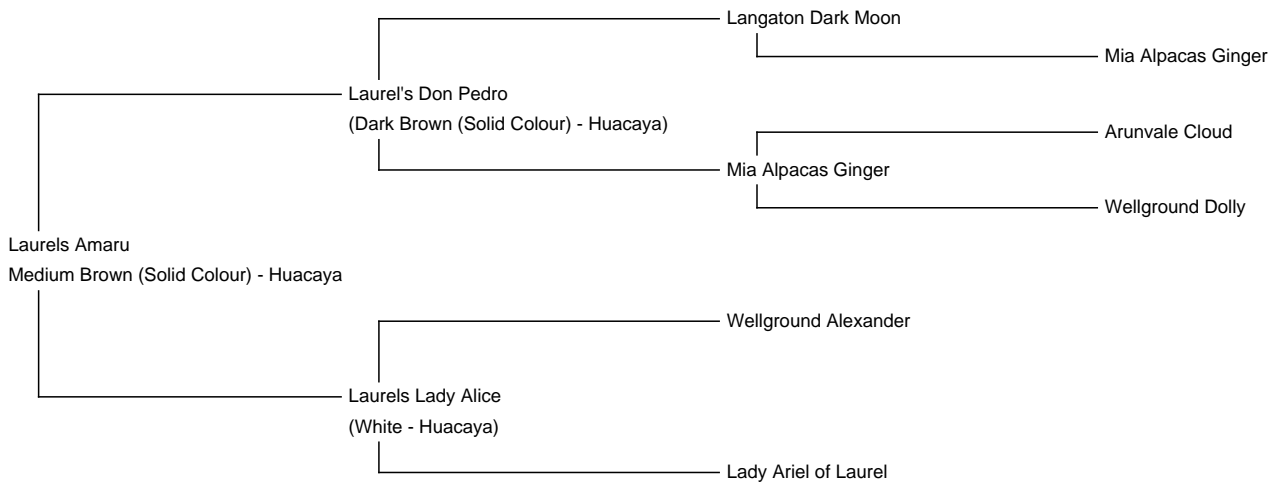 Langaton Dark Moon
Mia Alpacas Ginger
Laurel's Don Pedro
(Dark Brown (Solid Colour) - Huacaya)
Arunvale Cloud
Mia Alpacas Ginger
Wellground Dolly
Laurels Amaru
Medium Brown (Solid Colour) - Huacaya
Wellground Alexander
Laurels Lady Alice
(White - Huacaya)
Lady Ariel of Laurel